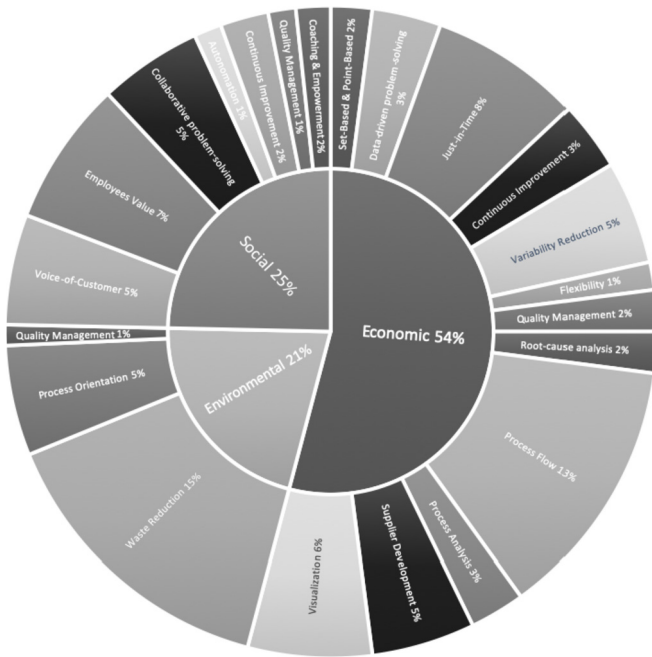 Economic 54%
Environmental 21%
Social 25%
Set-Based & Point-Based 2%
Data-driven problem-solving
3%
Just-in-Time 8%
Continuous Improvement 3%
Variability Reduction 5%
Flexibility 1%
Quality Management 2%
Root-cause analysis 2%
Process Flow 13%
Process Analysis 3%
Supplier Development 5%
Visualization 6%
Waste Reduction 15%
Process Orientation 5%
Quality Management 1%
Voice-of-Customer 5%
Employees Value 7%
Collaborative problem-solving
5%
Autonomation 1%
Continuous Improvement 2%
Quality Management 1%
Coaching & Empowerment 2%